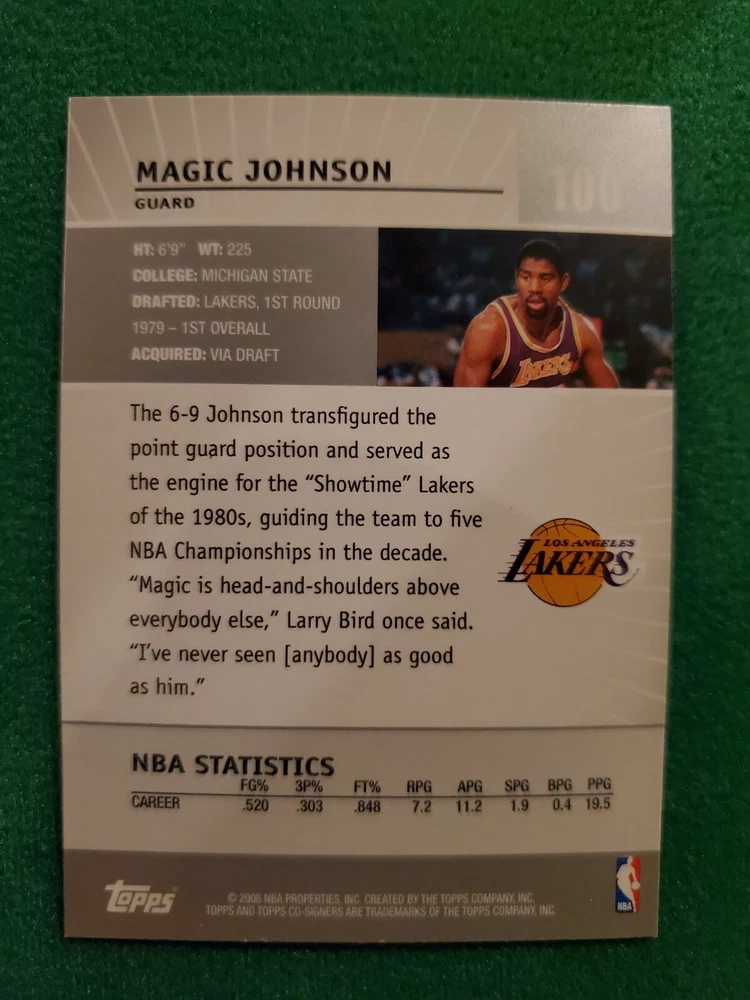 MAGIC JOHNSON
GUARD
100
HT: 6'9" WT: 225
COLLEGE: MICHIGAN STATE
DRAFTED: LAKERS, 1ST ROUND
1979 – 1ST OVERALL
ACQUIRED: VIA DRAFT
LAKERS
The 6-9 Johnson transfigured the
point guard position and served as
the engine for the “Showtime” Lakers
of the 1980s, guiding the team to five
NBA Championships in the decade.
“Magic is head-and-shoulders above
everybody else,” Larry Bird once said.
“I've never seen [anybody] as good
as him.”
LOS ANGELES
LAKERS
NBA STATISTICS
FG% 3P% FT% RPG APG SPG BPG PPG
CAREER .520 .303 .848 7.2 11.2 1.9 0.4 19.5
Topps®
© 2008 NBA PROPERTIES, INC. CREATED BY THE TOPPS COMPANY, INC.
TOPPS AND TOPPS CO-SIGNERS ARE TRADEMARKS OF THE TOPPS COMPANY, INC.
NBA